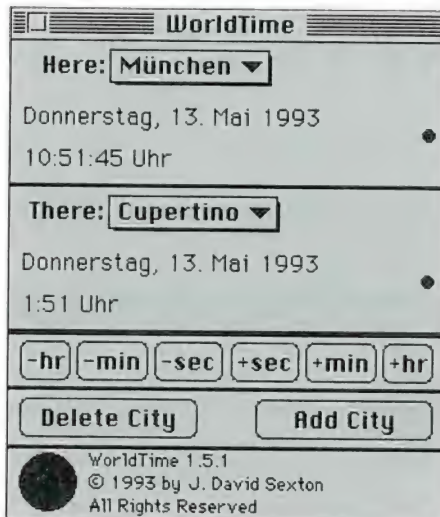 WorldTime
Here: München
Donnerstag, 13. Mai 1993
10:51:45 Uhr
There: Cupertino
Donnerstag, 13. Mai 1993
1:51 Uhr
-hr -min -sec +sec +min +hr
Delete City Add City
WorldTime 1.5.1
© 1993 by J. David Sexton
All Rights Reserved